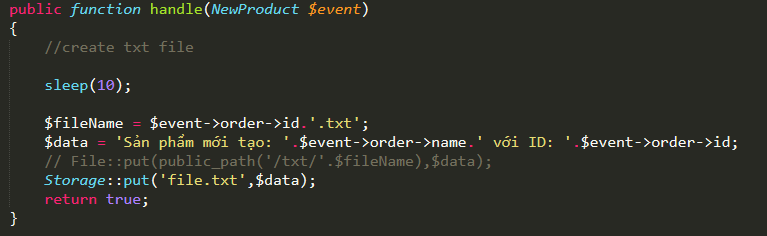 public function handle(NewProduct $event)
{
//create txt file
sleep(10);
$fileName = $event->order->id.'.txt';
$data = 'Sản phẩm mới tạo: '.$event->order->name.' với ID: '.$event->order->id;
// File::put(public_path('/txt/'.$fileName),$data);
Storage::put('file.txt',$data);
return true;
}